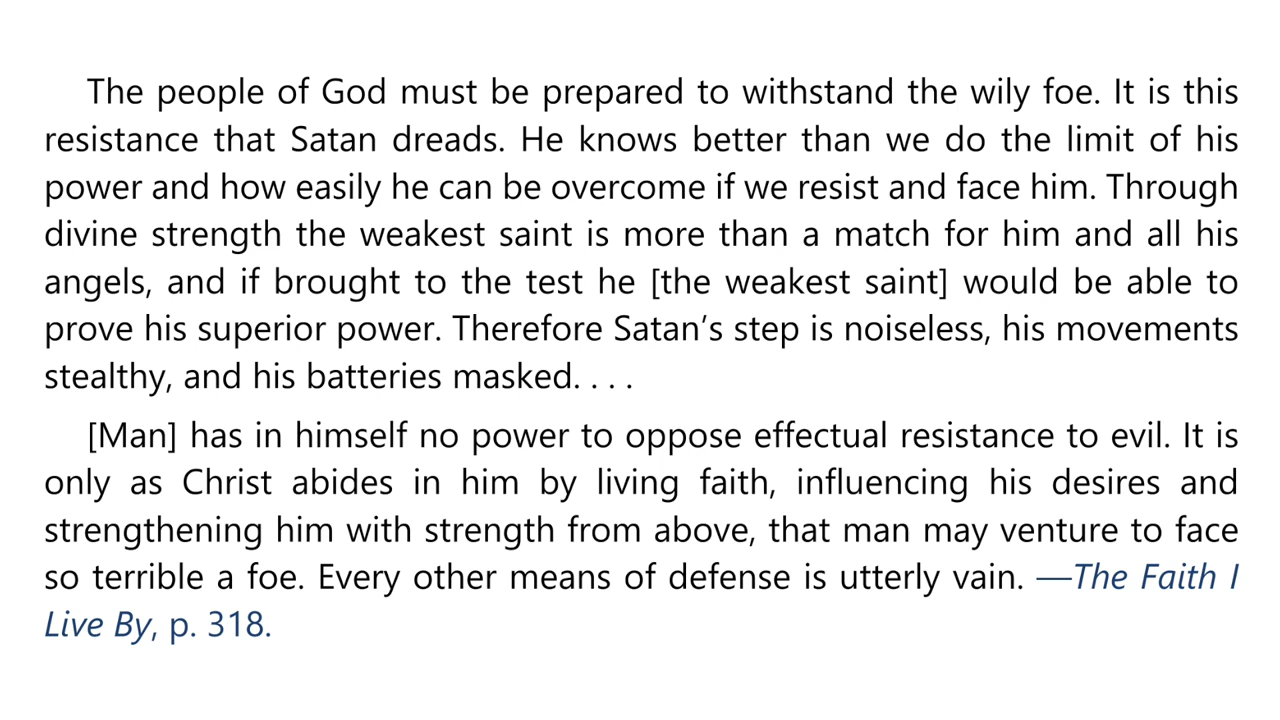 The people of God must be prepared to withstand the wily foe. It is this
resistance that Satan dreads. He knows better than we do the limit of his
power and how easily he can be overcome if we resist and face him. Through
divine strength the weakest saint is more than a match for him and all his
angels, and if brought to the test he [the weakest saint] would be able to
prove his superior power. Therefore Satan’s step is noiseless, his movements
stealthy, and his batteries masked. . . .
[Man] has in himself no power to oppose effectual resistance to evil. It is
only as Christ abides in him by living faith, influencing his desires and
strengthening him with strength from above, that man may venture to face
so terrible a foe. Every other means of defense is utterly vain. —The Faith I
Live By, p. 318.